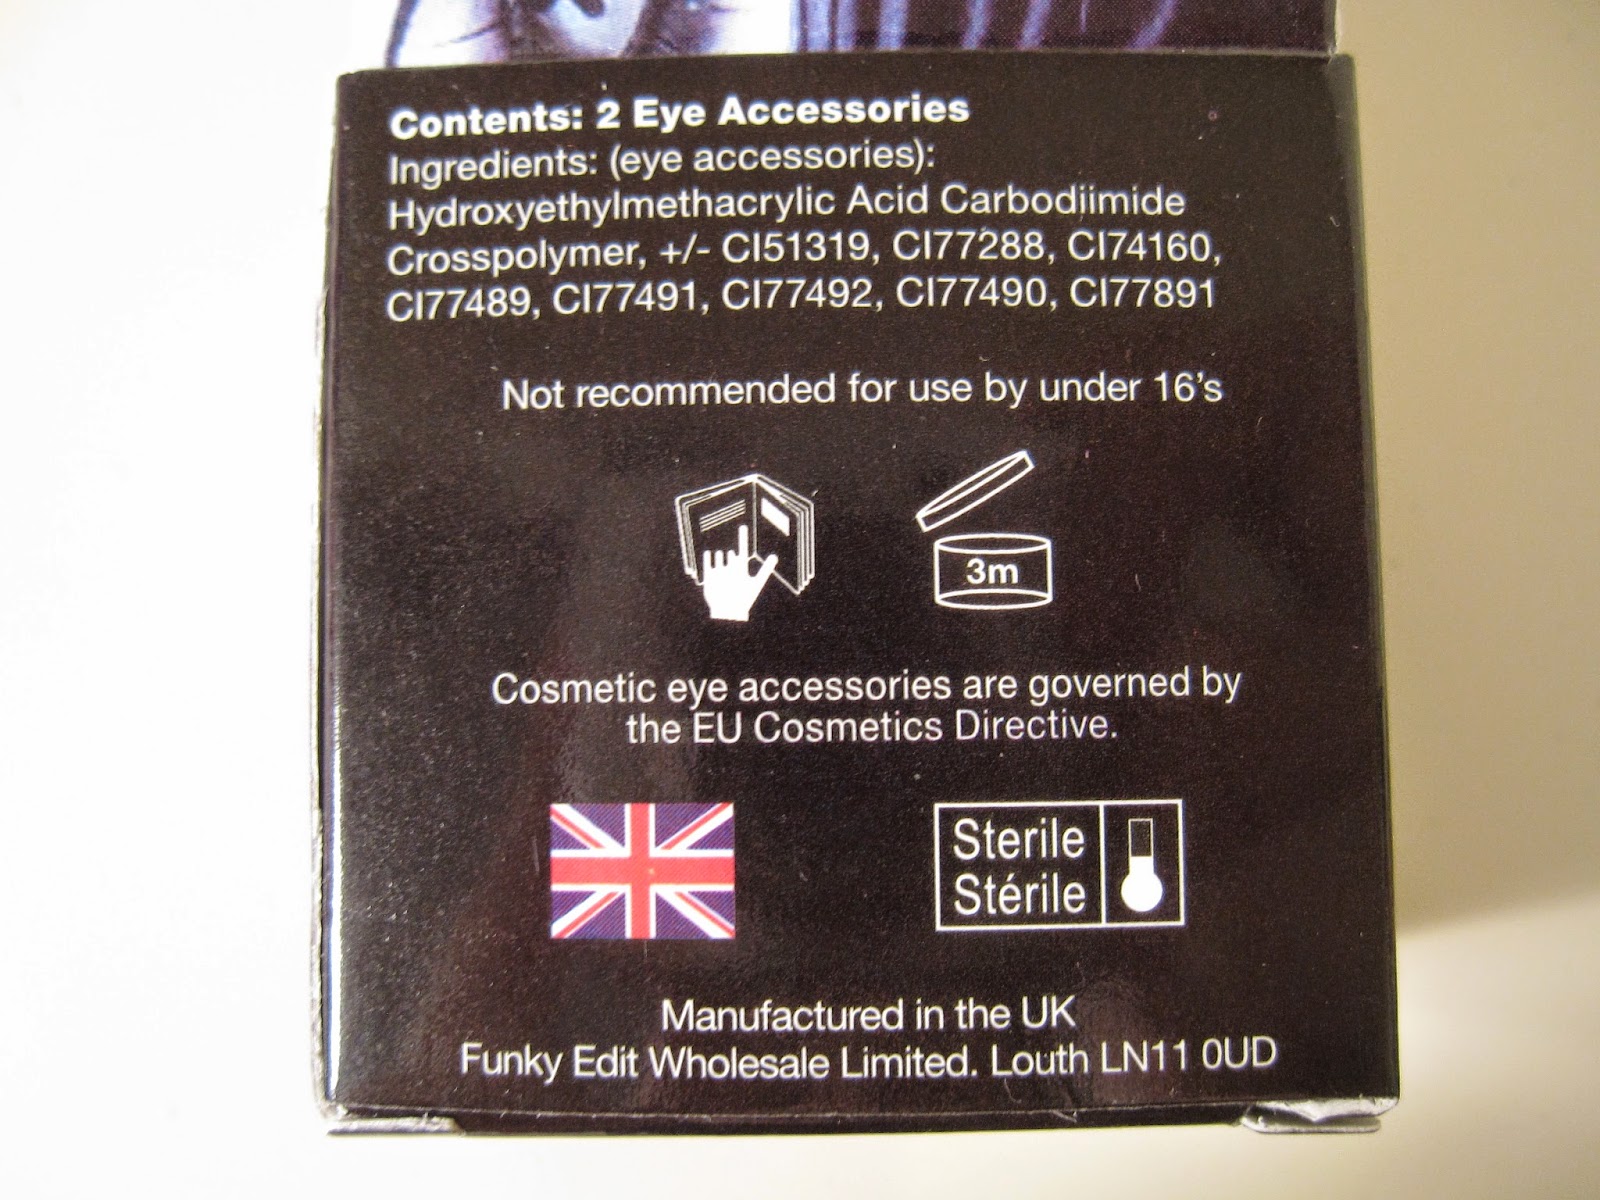 Contents: 2 Eye Accessories
Ingredients: (eye accessories):
Hydroxyethylmethacrylic Acid Carbodiimide
Crosspolymer, +/- CI51319, CI77288, CI74160,
CI77489, CI77491, CI77492, CI77490, CI77891
Not recommended for use by under 16's
3m
Cosmetic eye accessories are governed by
the EU Cosmetics Directive.
Sterile
Stérile
Manufactured in the UK
Funky Edit Wholesale Limited. Louth LN11 0UD